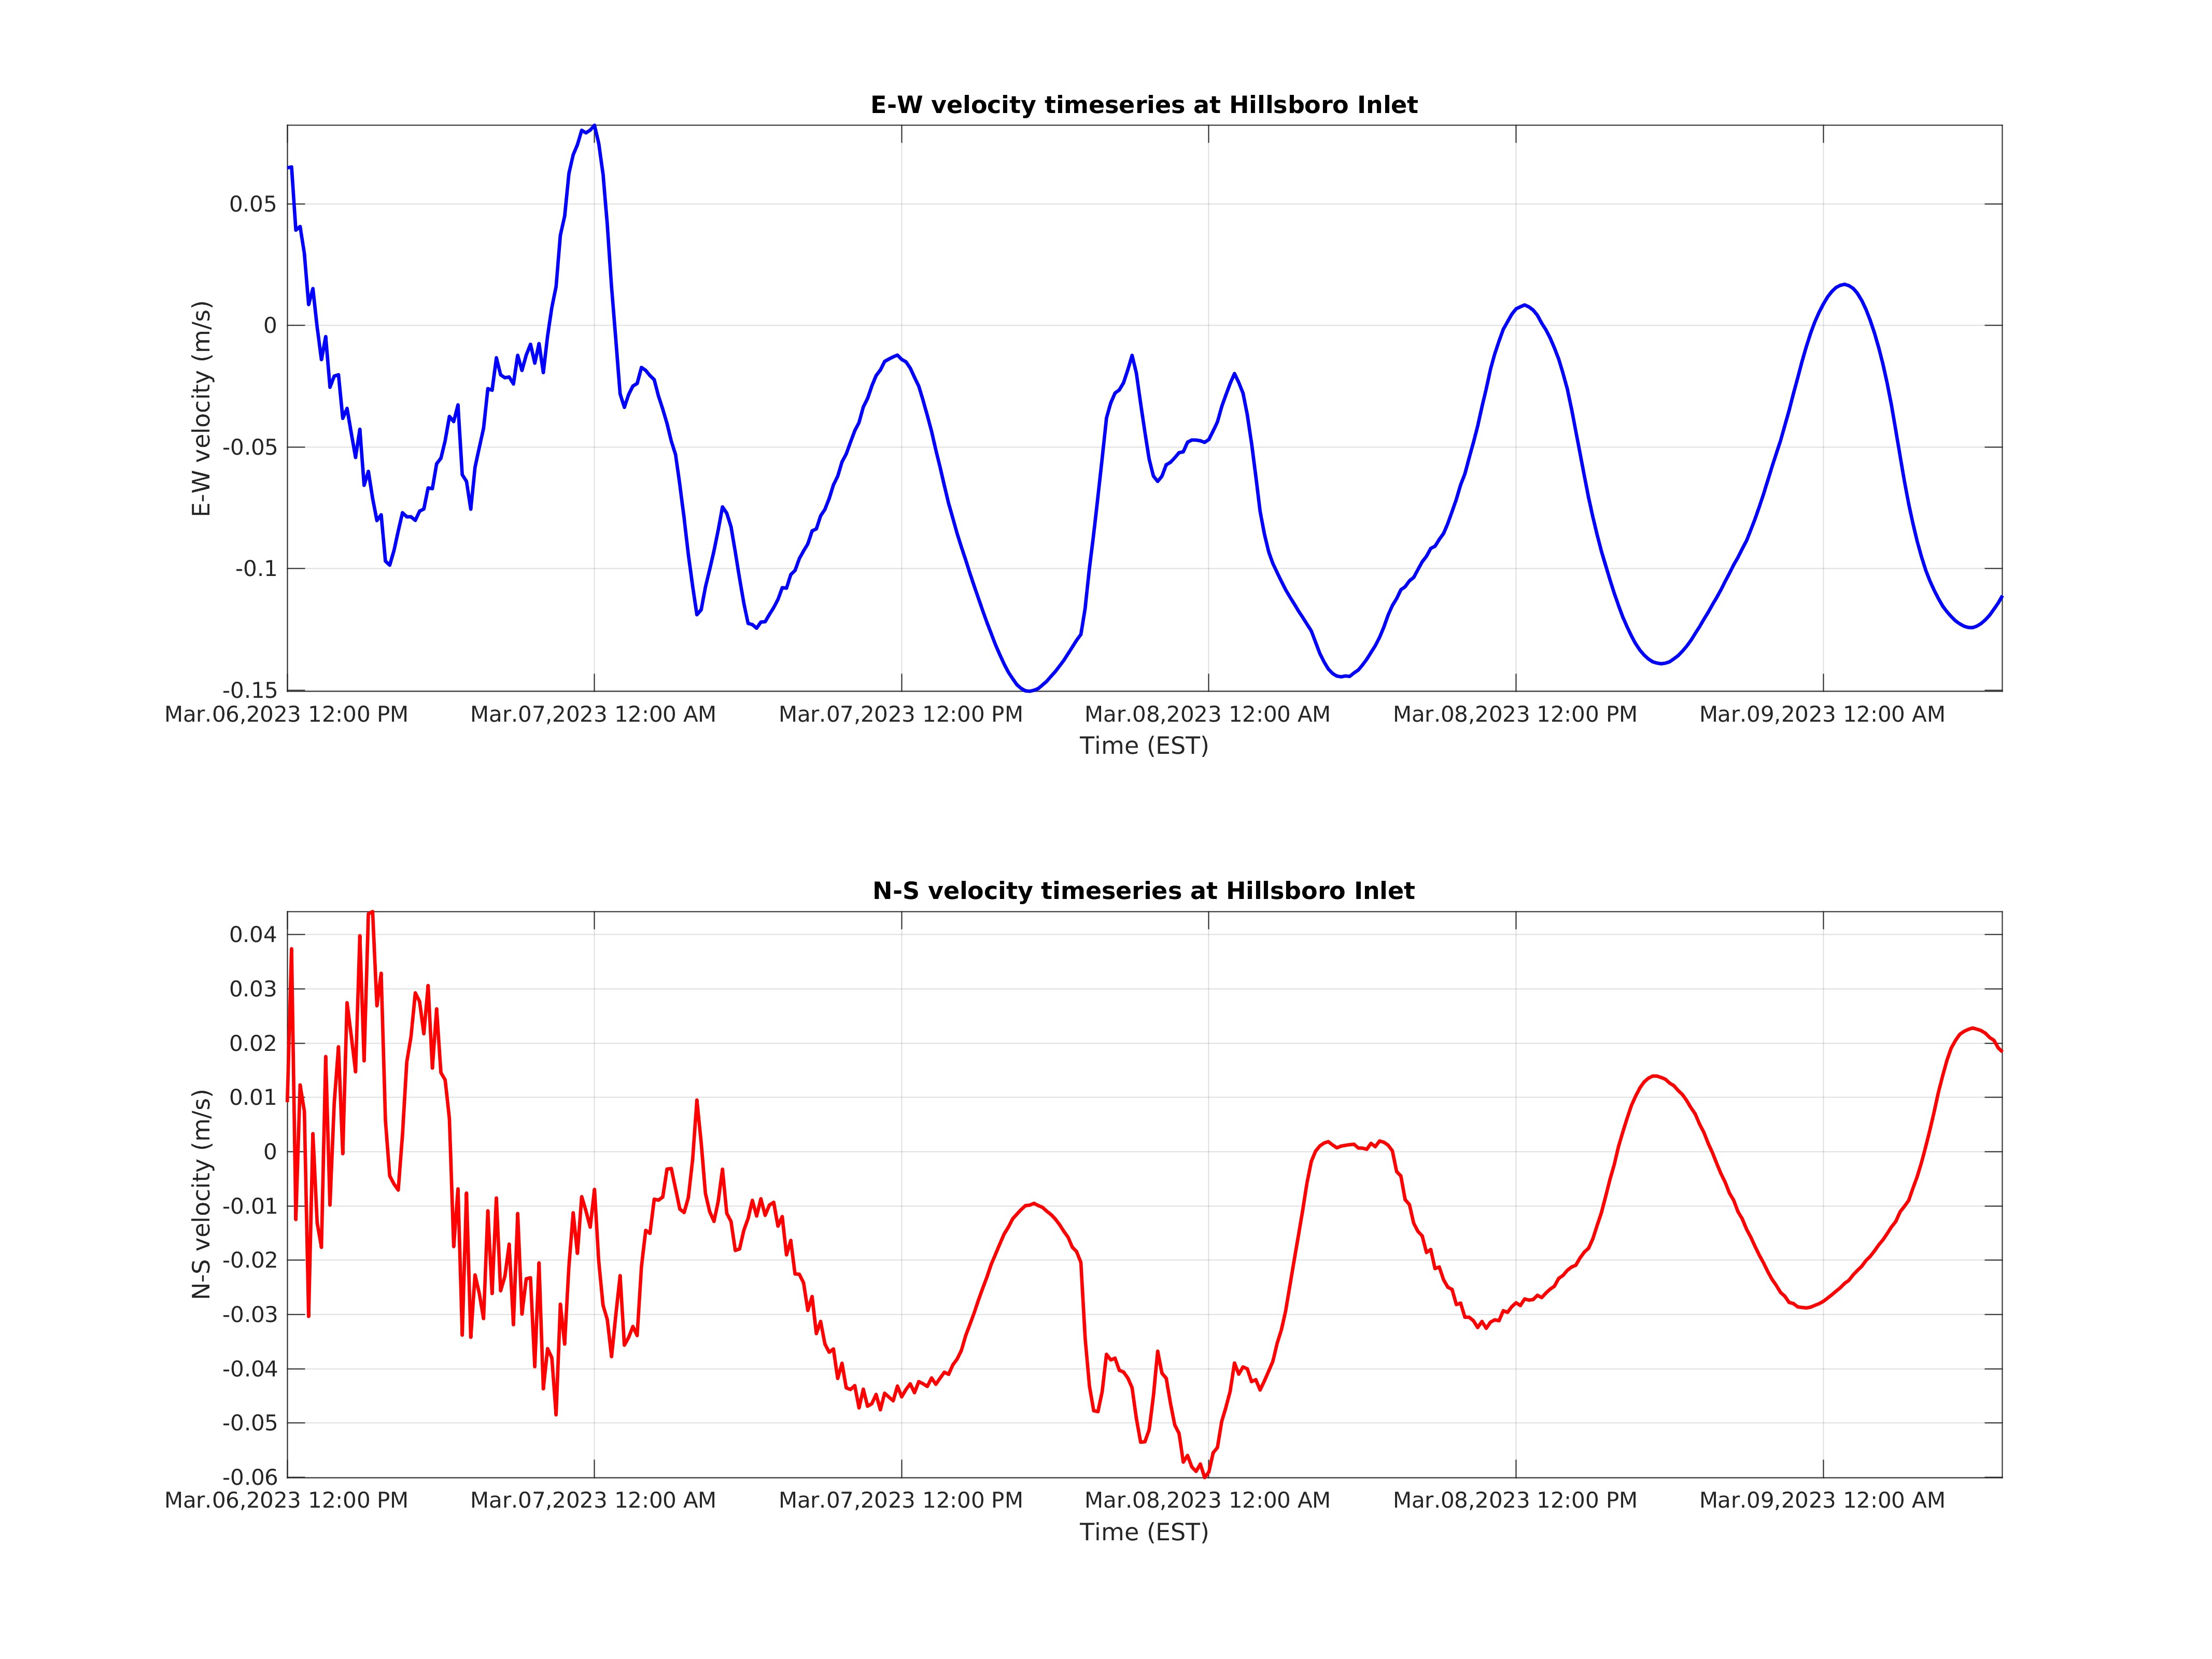 E-W velocity timeseries at Hillsboro Inlet
E-W velocity (m/s)
0.05
0
-0.05
-0.1
-0.15
Mar.06,2023 12:00 PM Mar.07,2023 12:00 AM Mar.07,2023 12:00 PM Mar.08,2023 12:00 AM Mar.08,2023 12:00 PM Mar.09,2023 12:00 AM
Time (EST)
N-S velocity timeseries at Hillsboro Inlet
N-S velocity (m/s)
0.04
0.03
0.02
0.01
0
-0.01
-0.02
-0.03
-0.04
-0.05
-0.06
Mar.06,2023 12:00 PM Mar.07,2023 12:00 AM Mar.07,2023 12:00 PM Mar.08,2023 12:00 AM Mar.08,2023 12:00 PM Mar.09,2023 12:00 AM
Time (EST)